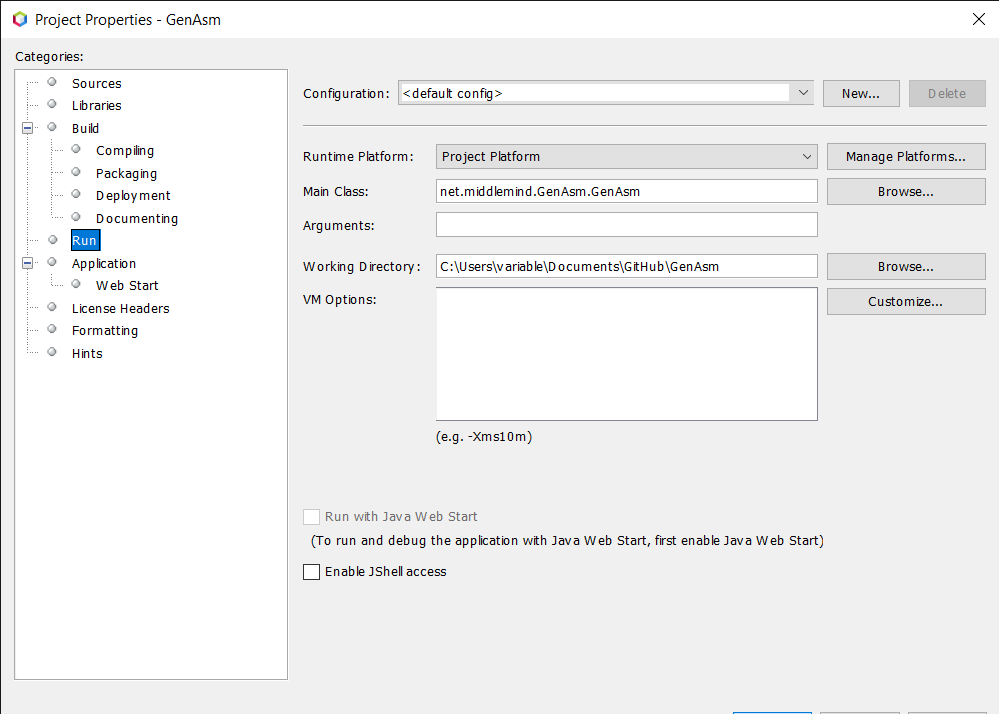 Project Properties - GenAsm
Categories:
Sources
Libraries
Build
Compiling
Packaging
Deployment
Documenting
Run
Application
Web Start
License Headers
Formatting
Hints
Configuration: <default config> New... Delete
Runtime Platform: Project Platform Manage Platforms...
Main Class: net.middlemind.GenAsm.GenAsm Browse...
Arguments:
Working Directory: C:\Users\variable\Documents\GitHub\GenAsm Browse...
VM Options: Customize...
(e.g. -Xms10m)
Run with Java Web Start
(To run and debug the application with Java Web Start, first enable Java Web Start)
Enable JShell access